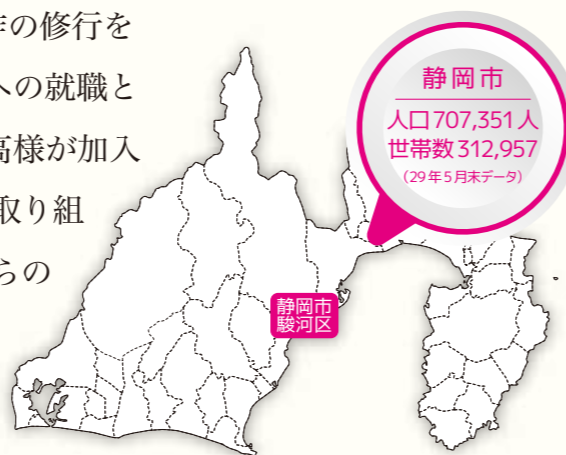 作の修行を
への就職と
高様が加入
取り組
らの
静岡市
人口707,351人
世帯数312,957
(29年5月末データ)
静岡市
駿河区